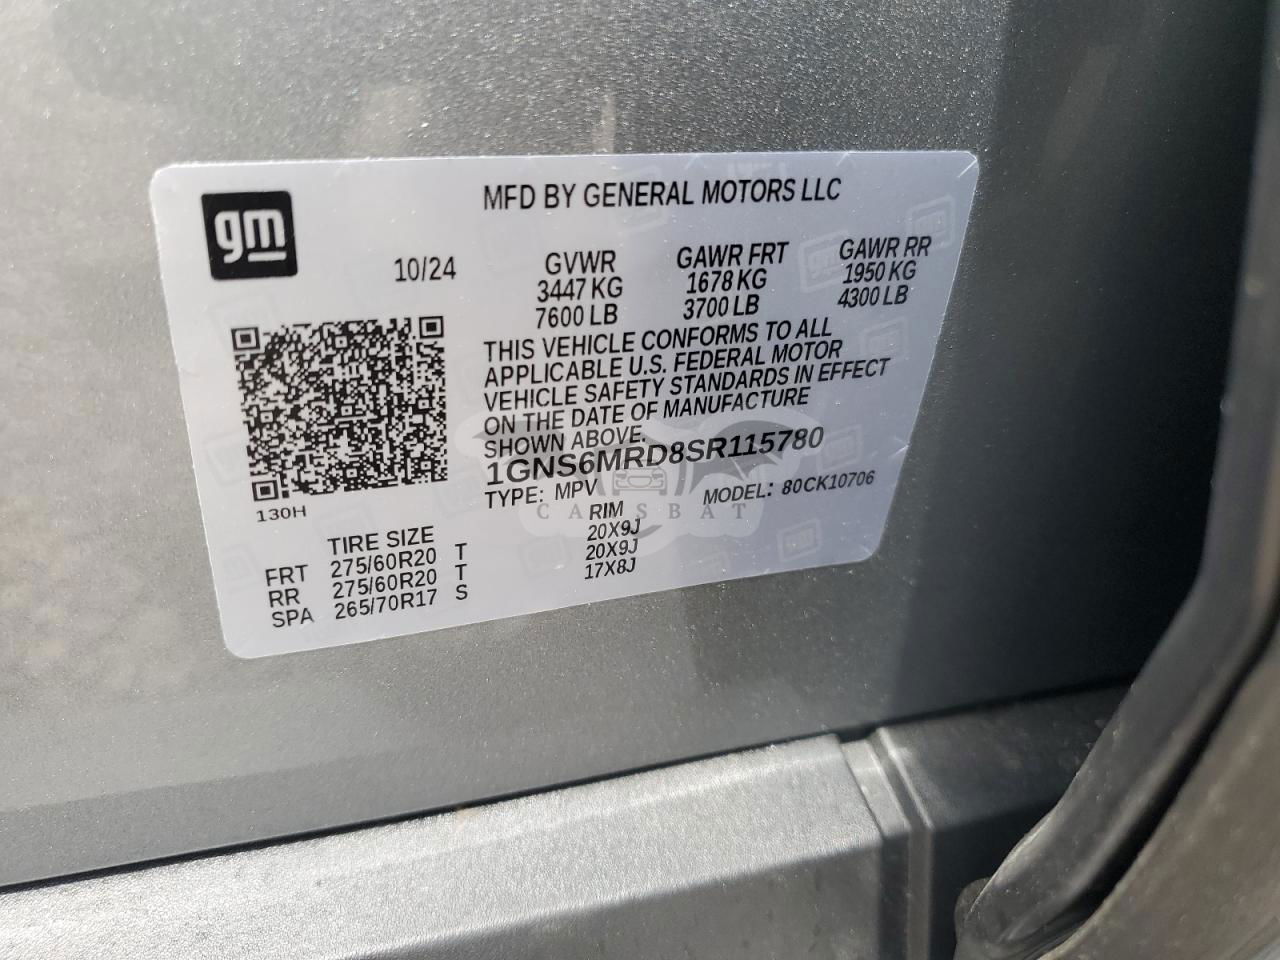 gm
MFD BY GENERAL MOTORS LLC
10/24
GVWR GAWR FRT GAWR RR
3447 KG 1678 KG 1950 KG
7600 LB 3700 LB 4300 LB
THIS VEHICLE CONFORMS TO ALL
APPLICABLE U.S. FEDERAL MOTOR
VEHICLE SAFETY STANDARDS IN EFFECT
ON THE DATE OF MANUFACTURE
SHOWN ABOVE.
1GNS6MRD8SR115780
TYPE: MPV MODEL: 80CK10706
130H
CARSBAT
TIRE SIZE RIM
FRT 275/60R20 T 20X9J
RR 275/60R20 T 20X9J
SPA 265/70R17 S 17X8J